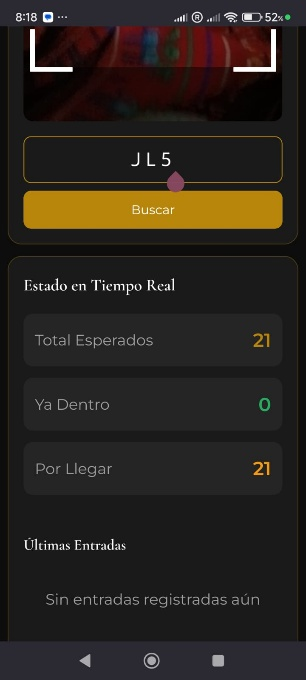 8:18 ... R 52%
J L 5
Buscar
Estado en Tiempo Real
Total Esperados 21
Ya Dentro 0
Por Llegar 21
Últimas Entradas
Sin entradas registradas aún